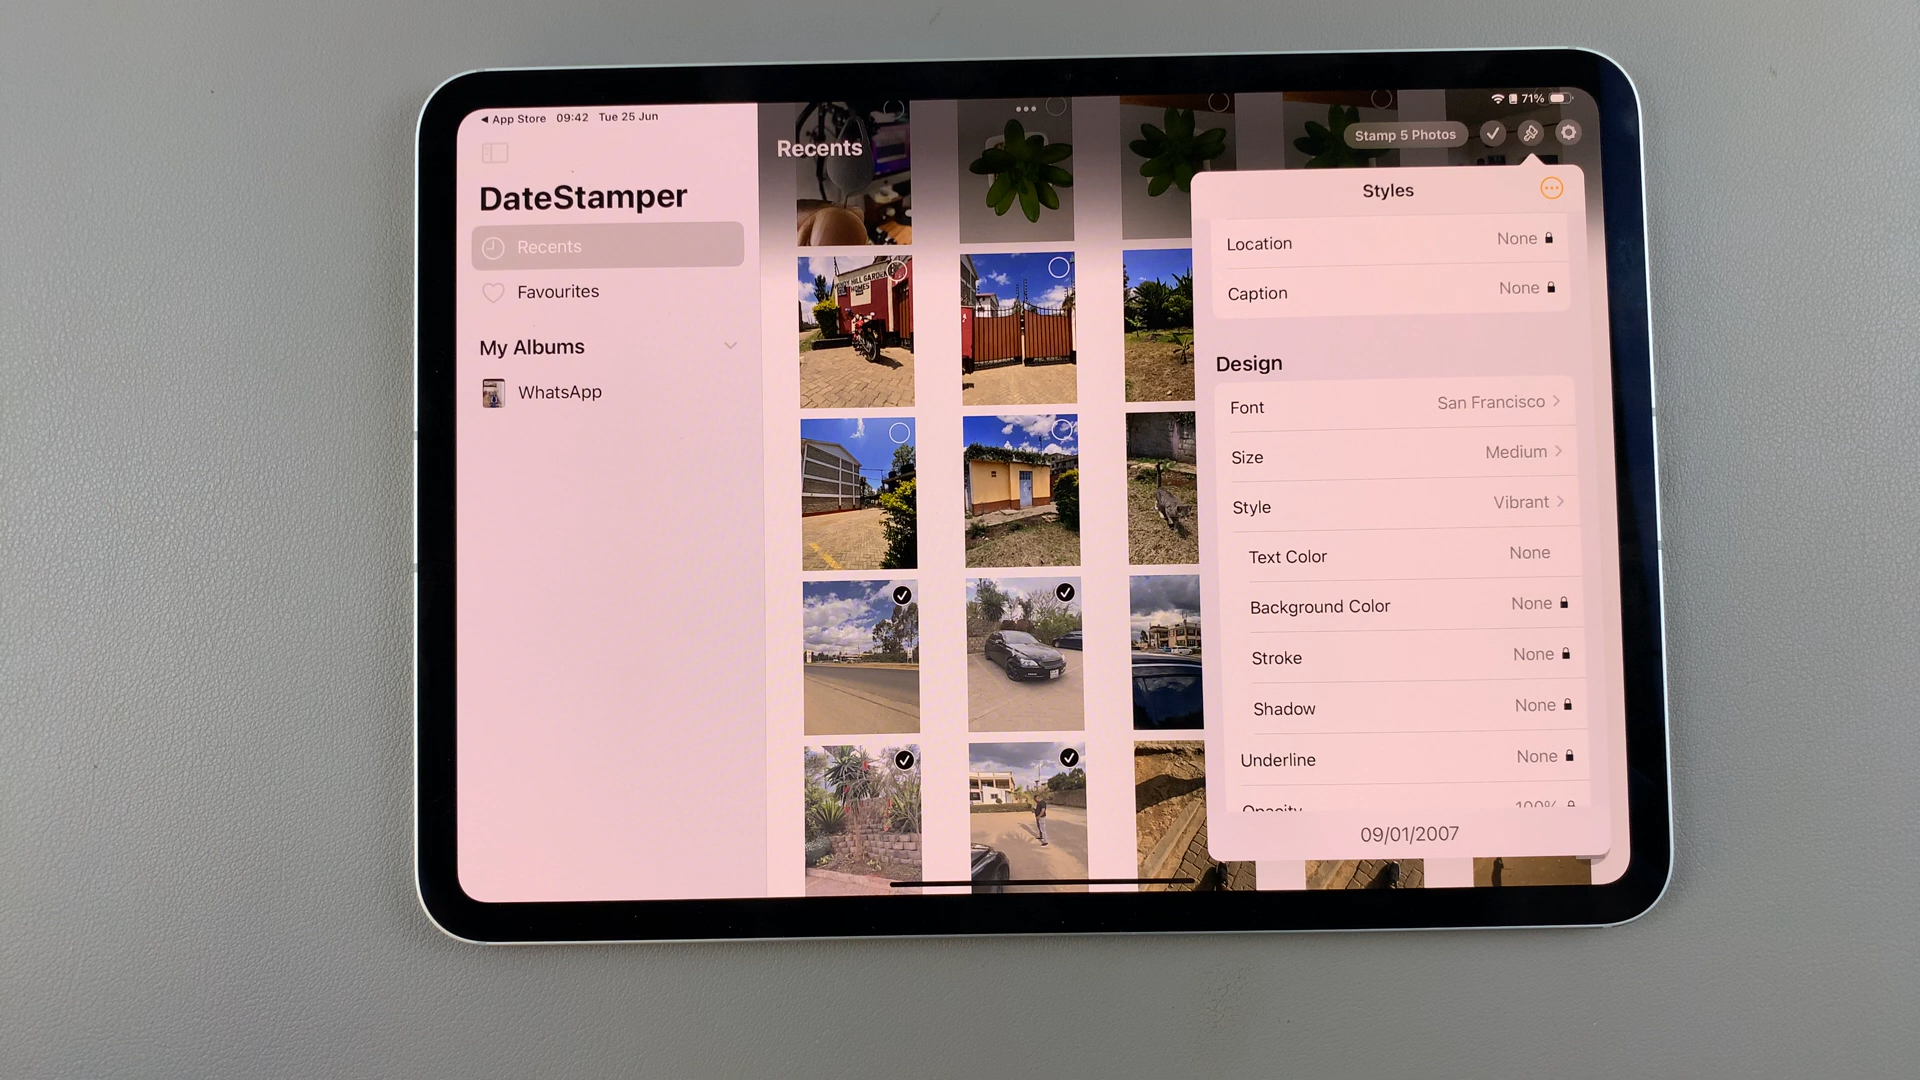 ◀ App Store 09:42 Tue 25 Jun
71%
DateStamper
Recents
Favourites
My Albums
WhatsApp
Recents
Stamp 5 Photos
Styles
Location None
Caption None
Design
Font San Francisco
Size Medium
Style Vibrant
Text Color None
Background Color None
Stroke None
Shadow None
Underline None
Opacity 100%
09/01/2007